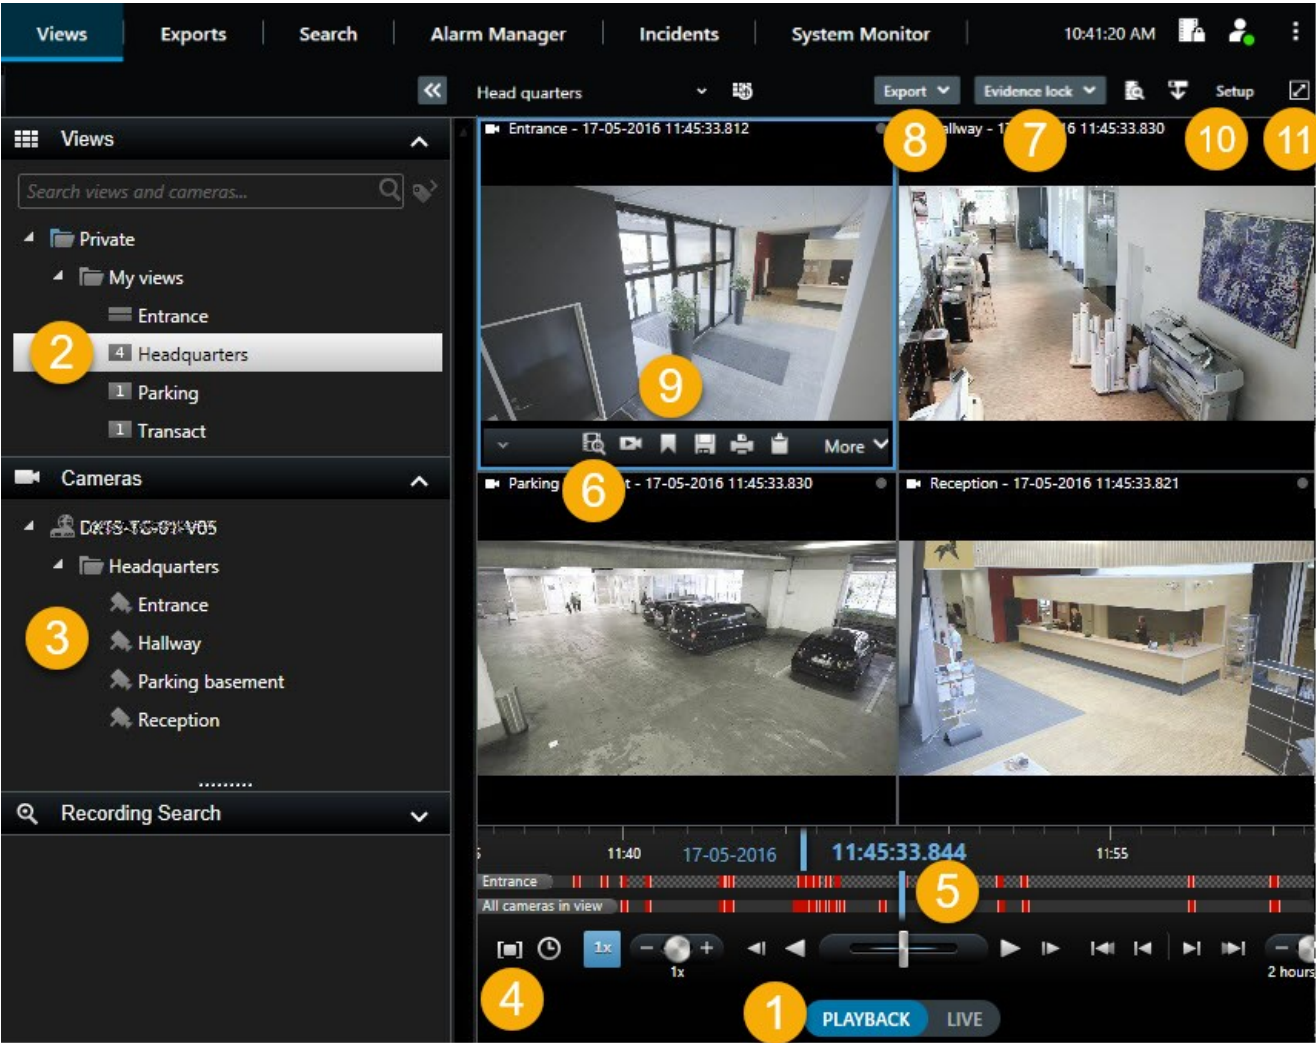 Views Exports Search Alarm Manager Incidents System Monitor 10:41:20 AM
Head quarters Export Evidence lock Setup
Views
Search views and cameras...
Private
My views
Entrance
2 4 Headquarters
1 Parking
1 Transact
Cameras
Headquarters
Entrance
3 Hallway
Parking basement
Reception
Recording Search
Entrance - 17-05-2016 11:45:33.812
8 allway - 1 7 6 11:45:33.830 10 11
9
More
Parking 6 t - 17-05-2016 11:45:33.830
Reception - 17-05-2016 11:45:33.821
11:40 17-05-2016 11:45:33.844 11:55
Entrance
All cameras in view 5
1x 1x 2 hours
4
1 PLAYBACK LIVE